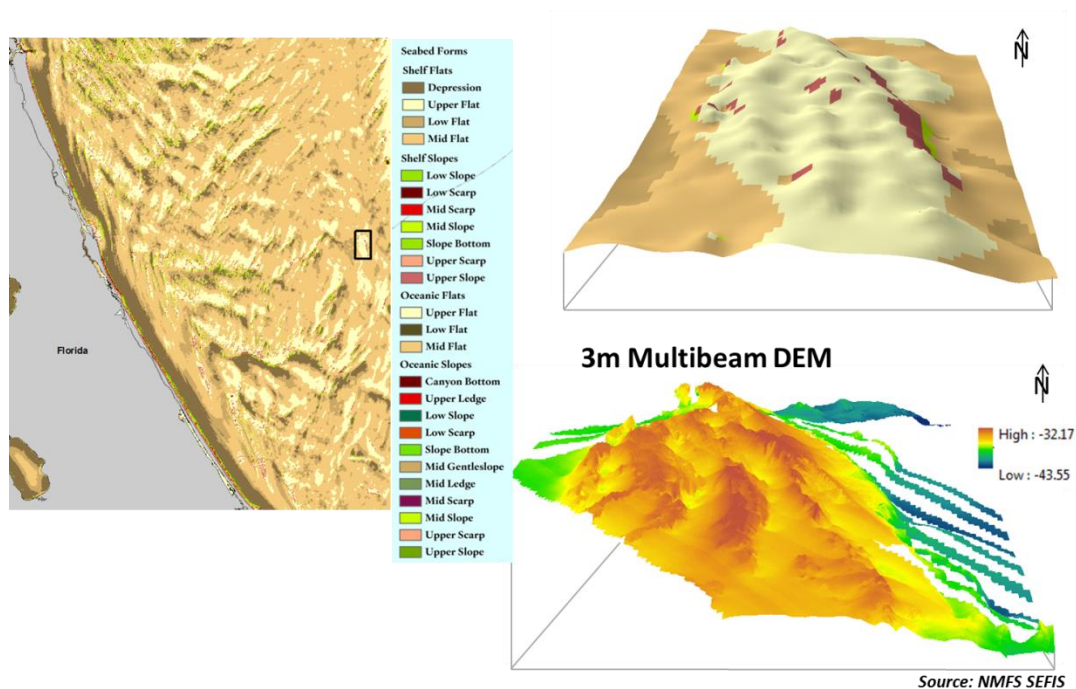 Florida
Seabed Forms
Shelf Flats
Depression
Upper Flat
Low Flat
Mid Flat
Shelf Slopes
Low Slope
Low Scarp
Mid Scarp
Mid Slope
Slope Bottom
Upper Scarp
Upper Slope
Oceanic Flats
Upper Flat
Low Flat
Mid Flat
Oceanic Slopes
Canyon Bottom
Upper Ledge
Low Slope
Low Scarp
Slope Bottom
Mid Gentleslope
Mid Ledge
Mid Scarp
Mid Slope
Upper Scarp
Upper Slope
N
3m Multibeam DEM
N
High : -32.17
Low : -43.55
Source: NMFS SEFIS